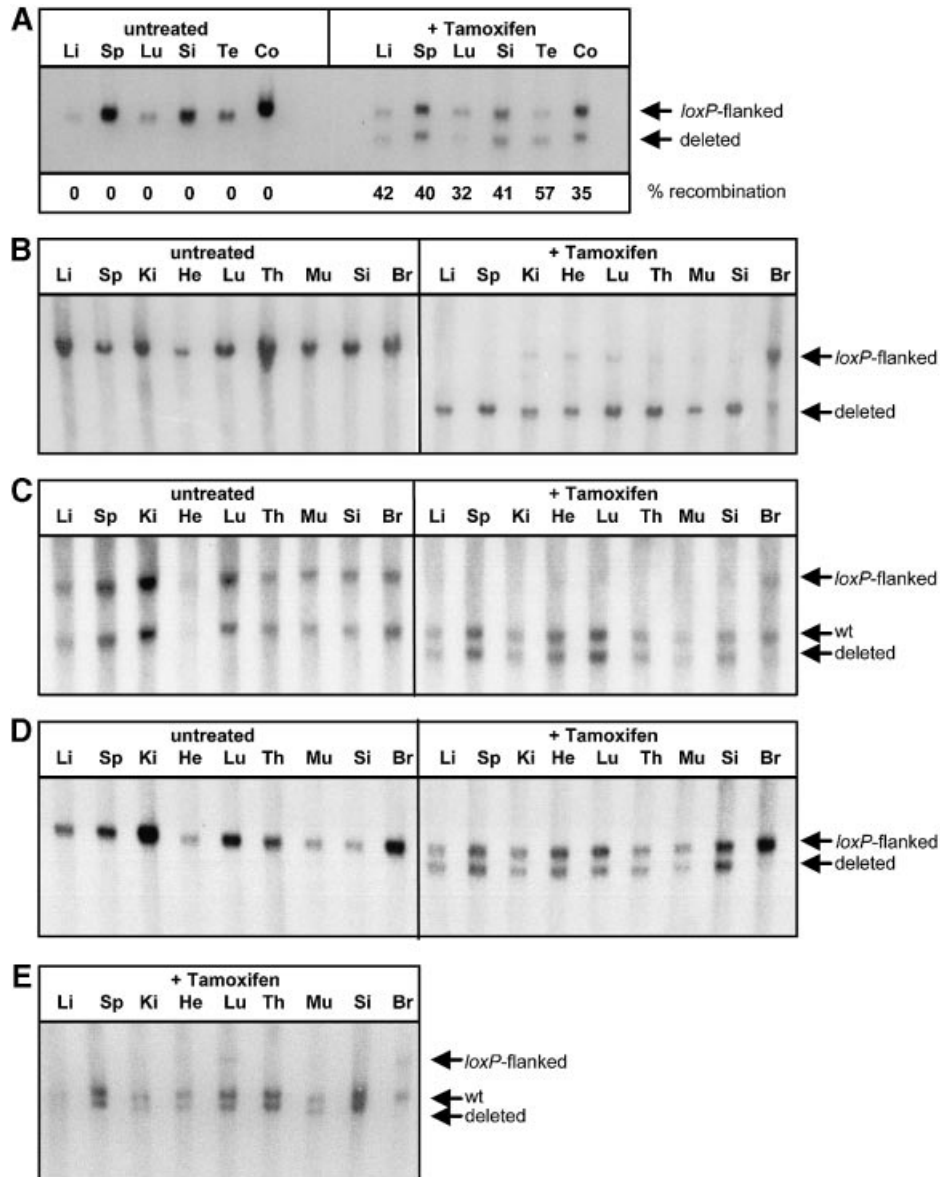 A
untreated
+ Tamoxifen
Li Sp Lu Si Te Co Li Sp Lu Si Te Co
loxP-flanked
deleted
0 0 0 0 0 0 42 40 32 41 57 35 % recombination
B
untreated
+ Tamoxifen
Li Sp Ki He Lu Th Mu Si Br Li Sp Ki He Lu Th Mu Si Br
loxP-flanked
deleted
C
untreated
+ Tamoxifen
Li Sp Ki He Lu Th Mu Si Br Li Sp Ki He Lu Th Mu Si Br
loxP-flanked
wt
deleted
D
untreated
+ Tamoxifen
Li Sp Ki He Lu Th Mu Si Br Li Sp Ki He Lu Th Mu Si Br
loxP-flanked
deleted
E
+ Tamoxifen
Li Sp Ki He Lu Th Mu Si Br
loxP-flanked
wt
deleted